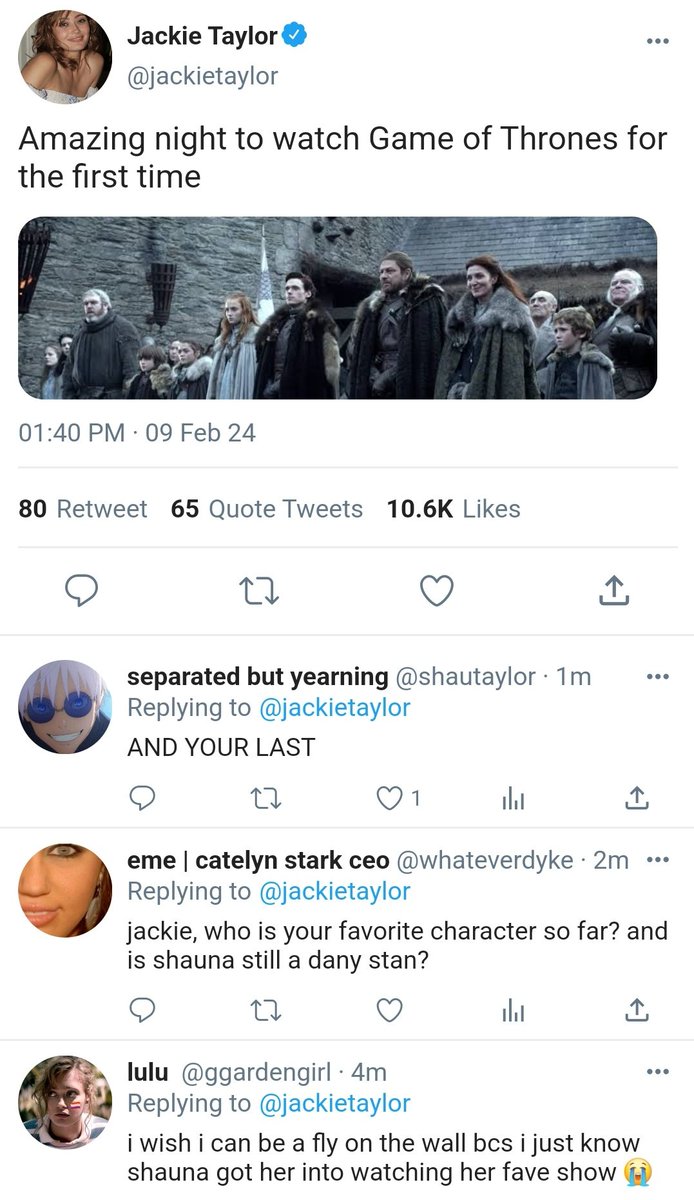 Jackie Taylor
@jackietaylor
Amazing night to watch Game of Thrones for
the first time
01:40 PM · 09 Feb 24
80 Retweet 65 Quote Tweets 10.6K Likes
separated but yearning @shautaylor · 1m
Replying to @jackietaylor
AND YOUR LAST
1
eme | catelyn stark ceo @whateverdyke · 2m
Replying to @jackietaylor
jackie, who is your favorite character so far? and
is shauna still a dany stan?
lulu @ggardengirl · 4m
Replying to @jackietaylor
i wish i can be a fly on the wall bcs i just know
shauna got her into watching her fave show 😭